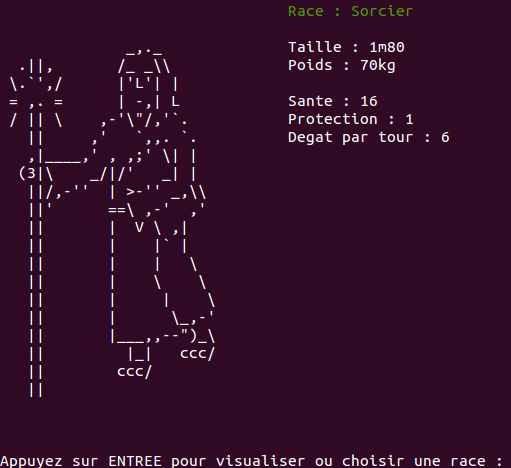 Race : Sorcier
Taille : 1m80
Poids : 70kg
Sante : 16
Protection : 1
Degat par tour : 6
Appuyez sur ENTREE pour visualiser ou choisir une race :